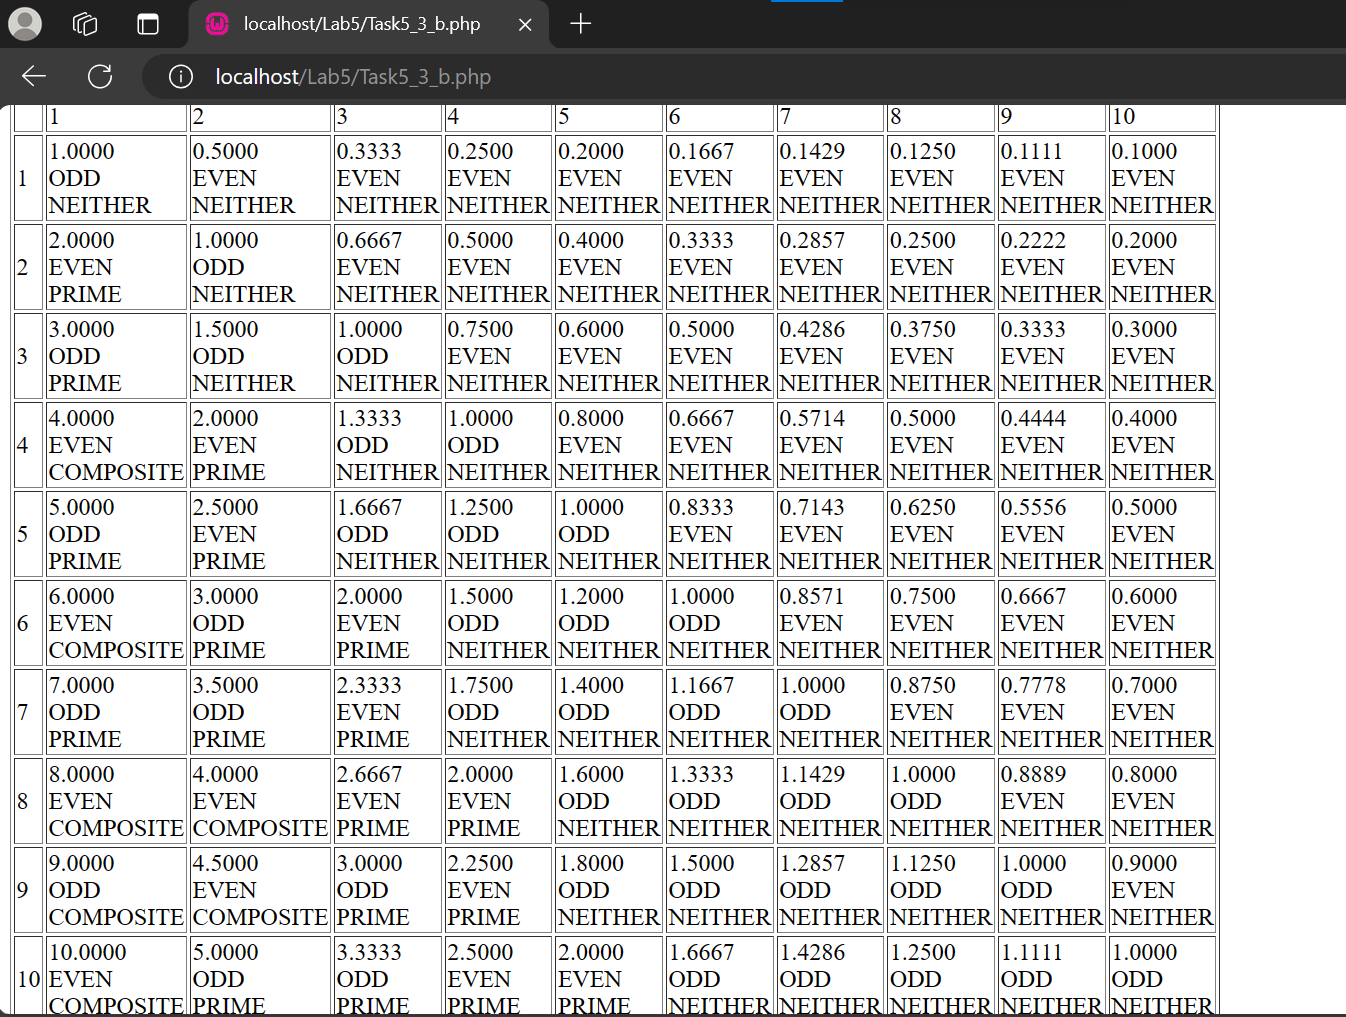 localhost/Lab5/Task5_3_b.php
localhost/Lab5/Task5_3_b.php
1 2 3 4 5 6 7 8 9 10
1.0000 0.5000 0.3333 0.2500 0.2000 0.1667 0.1429 0.1250 0.1111 0.1000
1 ODD EVEN EVEN EVEN EVEN EVEN EVEN EVEN EVEN EVEN
NEITHER NEITHER NEITHER NEITHER NEITHER NEITHER NEITHER NEITHER NEITHER NEITHER
2.0000 1.0000 0.6667 0.5000 0.4000 0.3333 0.2857 0.2500 0.2222 0.2000
2 EVEN ODD EVEN EVEN EVEN EVEN EVEN EVEN EVEN EVEN
PRIME NEITHER NEITHER NEITHER NEITHER NEITHER NEITHER NEITHER NEITHER NEITHER
3.0000 1.5000 1.0000 0.7500 0.6000 0.5000 0.4286 0.3750 0.3333 0.3000
3 ODD ODD ODD EVEN EVEN EVEN EVEN EVEN EVEN EVEN
PRIME NEITHER NEITHER NEITHER NEITHER NEITHER NEITHER NEITHER NEITHER NEITHER
4.0000 2.0000 1.3333 1.0000 0.8000 0.6667 0.5714 0.5000 0.4444 0.4000
4 EVEN EVEN ODD ODD EVEN EVEN EVEN EVEN EVEN EVEN
COMPOSITE PRIME NEITHER NEITHER NEITHER NEITHER NEITHER NEITHER NEITHER NEITHER
5.0000 2.5000 1.6667 1.2500 1.0000 0.8333 0.7143 0.6250 0.5556 0.5000
5 ODD EVEN ODD ODD ODD EVEN EVEN EVEN EVEN EVEN
PRIME PRIME NEITHER NEITHER NEITHER NEITHER NEITHER NEITHER NEITHER NEITHER
6.0000 3.0000 2.0000 1.5000 1.2000 1.0000 0.8571 0.7500 0.6667 0.6000
6 EVEN ODD EVEN ODD ODD ODD EVEN EVEN EVEN EVEN
COMPOSITE PRIME PRIME NEITHER NEITHER NEITHER NEITHER NEITHER NEITHER NEITHER
7.0000 3.5000 2.3333 1.7500 1.4000 1.1667 1.0000 0.8750 0.7778 0.7000
7 ODD ODD EVEN ODD ODD ODD ODD EVEN EVEN EVEN
PRIME PRIME PRIME NEITHER NEITHER NEITHER NEITHER NEITHER NEITHER NEITHER
8.0000 4.0000 2.6667 2.0000 1.6000 1.3333 1.1429 1.0000 0.8889 0.8000
8 EVEN EVEN EVEN EVEN ODD ODD ODD ODD EVEN EVEN
COMPOSITE COMPOSITE PRIME PRIME NEITHER NEITHER NEITHER NEITHER NEITHER NEITHER
9.0000 4.5000 3.0000 2.2500 1.8000 1.5000 1.2857 1.1250 1.0000 0.9000
9 ODD EVEN ODD EVEN ODD ODD ODD ODD ODD EVEN
COMPOSITE COMPOSITE PRIME PRIME NEITHER NEITHER NEITHER NEITHER NEITHER NEITHER
10.0000 5.0000 3.3333 2.5000 2.0000 1.6667 1.4286 1.2500 1.1111 1.0000
10 EVEN ODD ODD EVEN EVEN ODD ODD ODD ODD ODD
COMPOSITE PRIME PRIME PRIME PRIME NEITHER NEITHER NEITHER NEITHER NEITHER